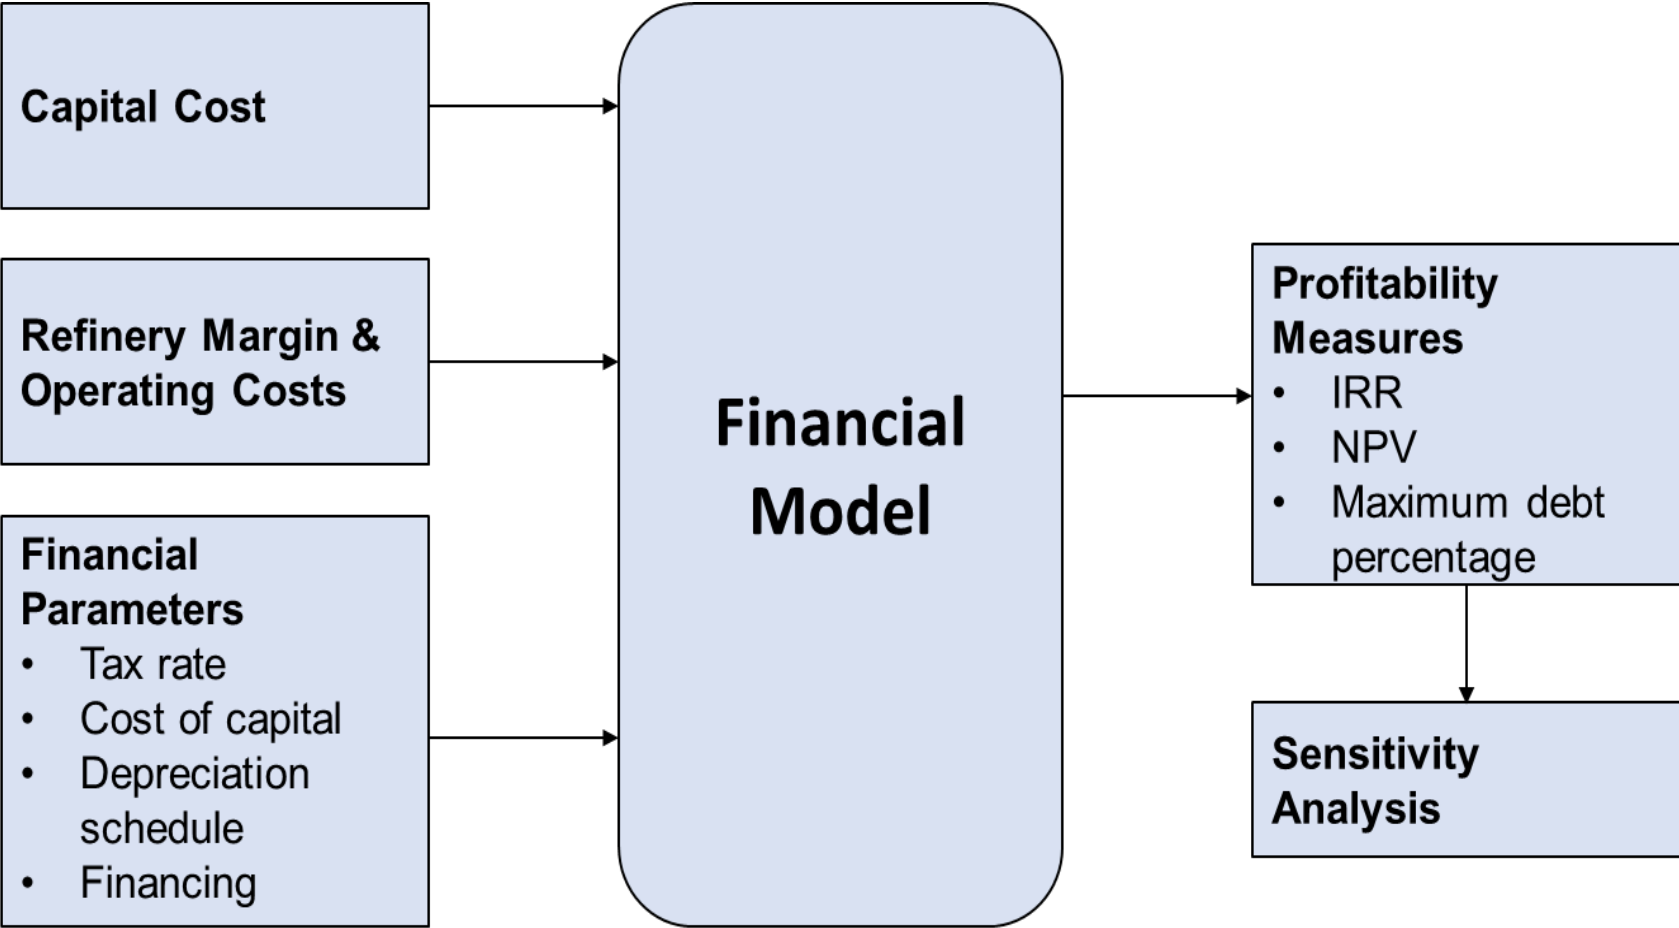 Capital Cost
Refinery Margin &
Operating Costs
Financial
Parameters
• Tax rate
• Cost of capital
• Depreciation
schedule
• Financing
Financial
Model
Profitability
Measures
• IRR
• NPV
• Maximum debt
percentage
Sensitivity
Analysis